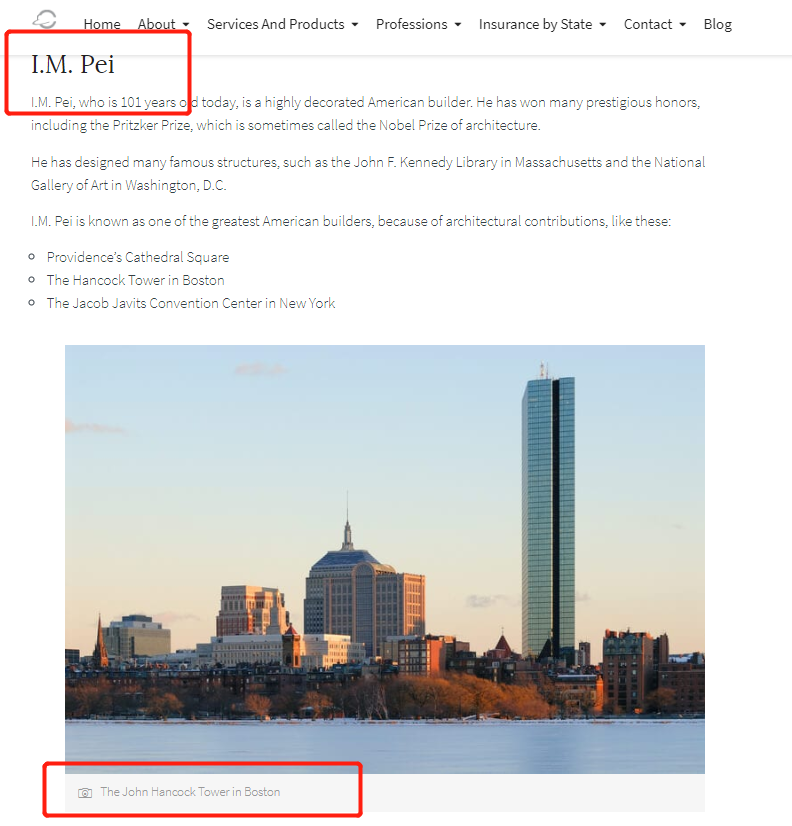 Home About Services And Products Professions Insurance by State Contact Blog
I.M. Pei
I.M. Pei, who is 101 years old today, is a highly decorated American builder. He has won many prestigious honors,
including the Pritzker Prize, which is sometimes called the Nobel Prize of architecture.
He has designed many famous structures, such as the John F. Kennedy Library in Massachusetts and the National
Gallery of Art in Washington, D.C.
I.M. Pei is known as one of the greatest American builders, because of architectural contributions, like these:
Providence's Cathedral Square
The Hancock Tower in Boston
The Jacob Javits Convention Center in New York
The John Hancock Tower in Boston